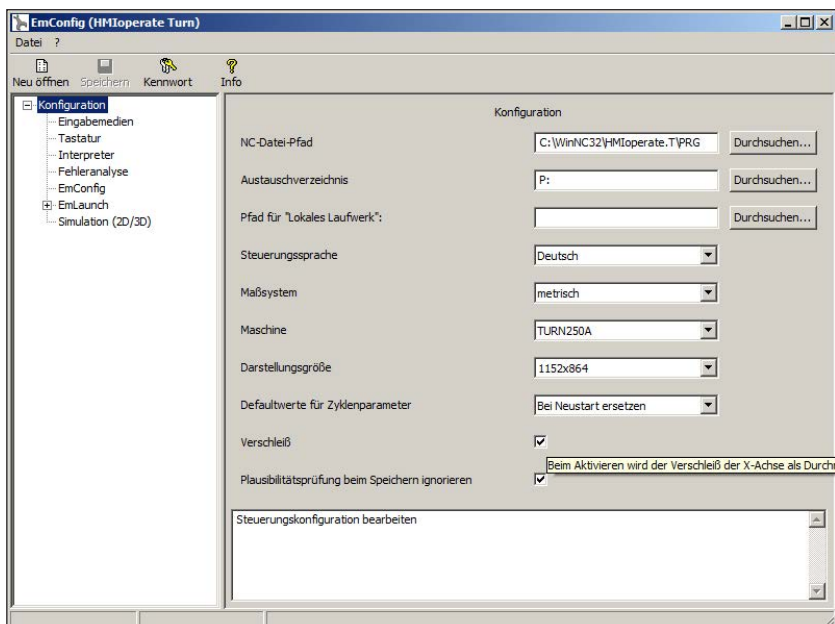 EmConfig (HMIoperate Turn)
Datei ?
Neu öffnen Speichern Kennwort Info
Konfiguration
Eingabemedien
Tastatur
Interpreter
Fehleranalyse
EmConfig
EmLaunch
Simulation (2D/3D)
Konfiguration
NC-Datei-Pfad C:\WinNC32\HMIoperate.T\PRG Durchsuchen...
Austauschverzeichnis P: Durchsuchen...
Pfad für "Lokales Laufwerk": Durchsuchen...
Steuerungssprache Deutsch
Maßsystem metrisch
Maschine TURN250A
Darstellungsgröße 1152x864
Defaultwerte für Zyklenparameter Bei Neustart ersetzen
Verschleiß
Beim Aktivieren wird der Verschleiß der X-Achse als Durch
Plausibilitätsprüfung beim Speichern ignorieren
Steuerungskonfiguration bearbeiten